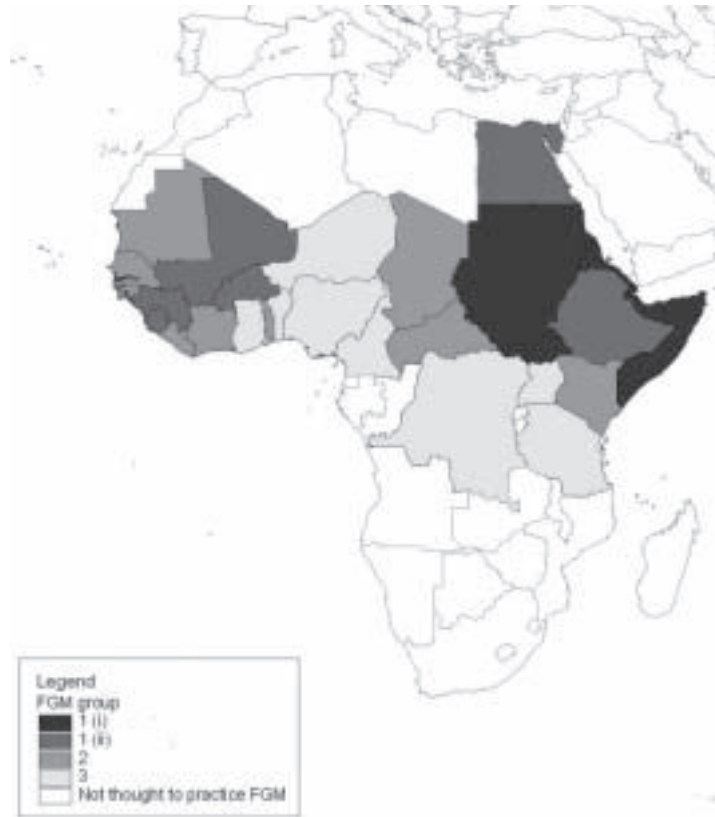 Legend
FGM group
1 (i)
1 (ii)
2
3
Not thought to practice FGM